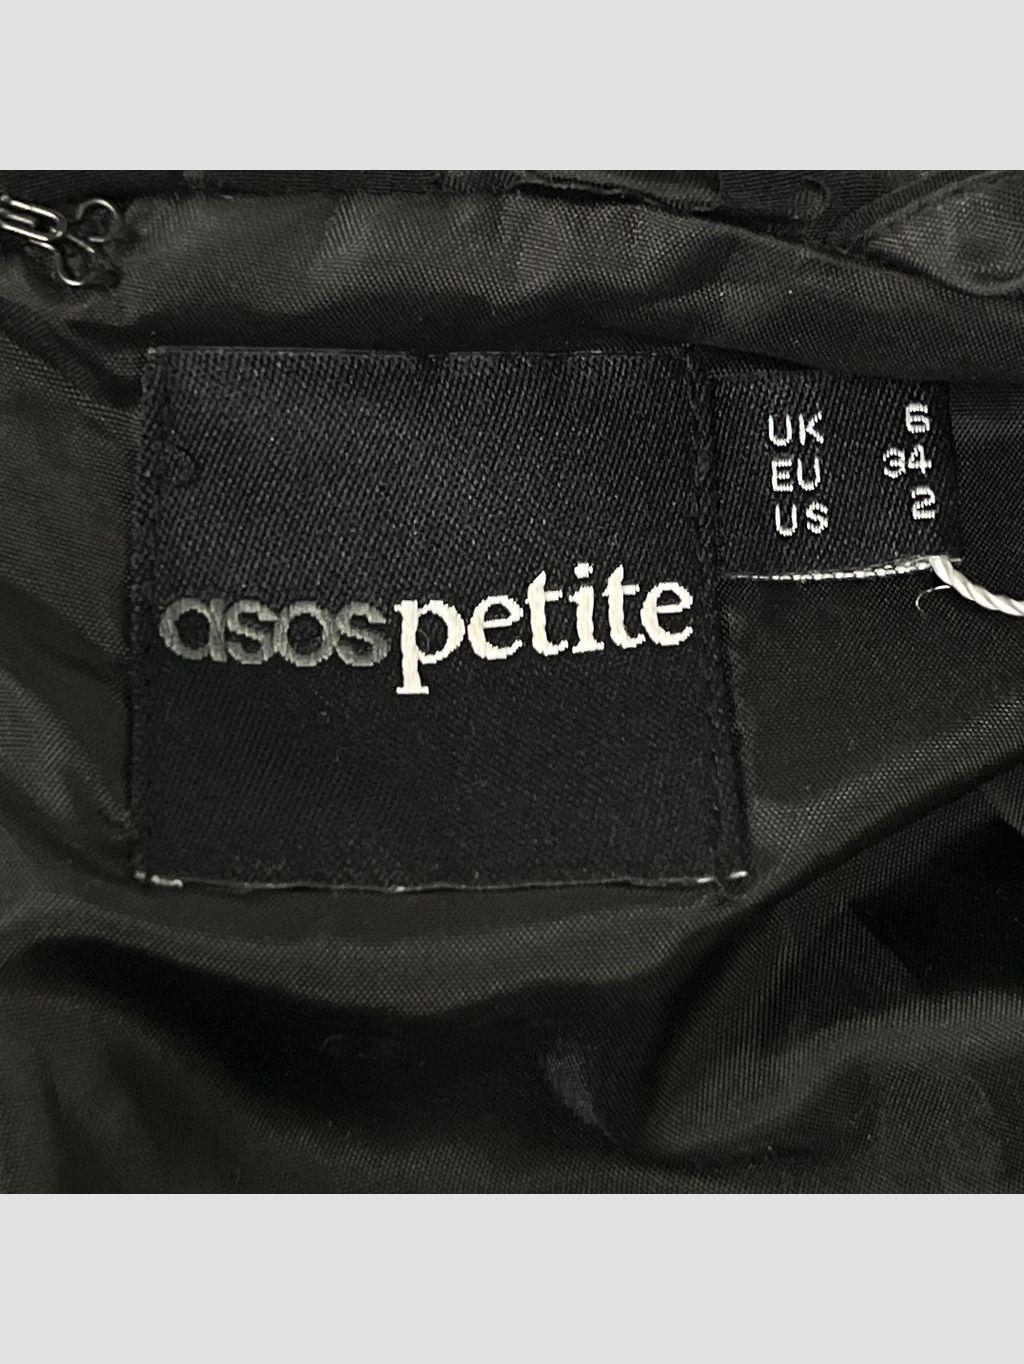 asospetite
UK 6
EU 34
US 2